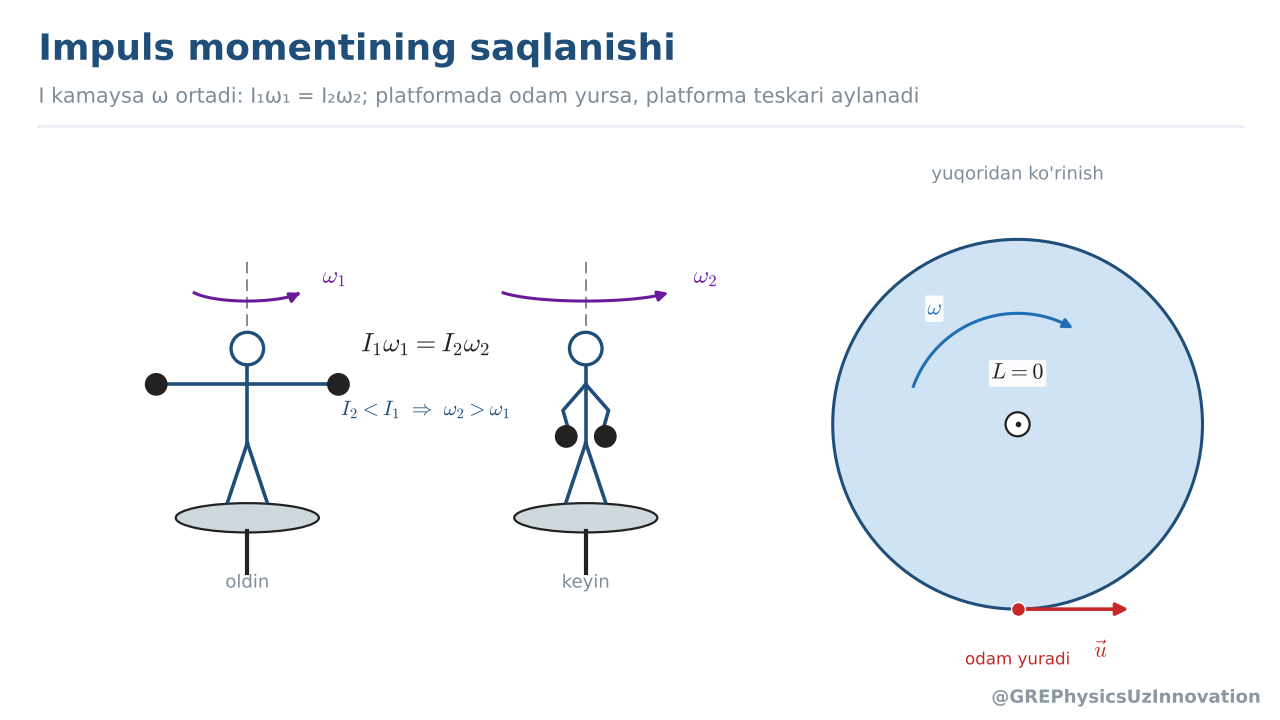 Impuls momentining saqlanishi
I kamaysa ω ortadi: I₁ω₁ = I₂ω₂; platformada odam yursa, platforma teskari aylanadi
yuqoridan ko'rinish
ω₁
ω₂
I₁ω₁ = I₂ω₂
I₂ < I₁ ⇒ ω₂ > ω₁
oldin
keyin
ω
L = 0
odam yuradi u⃗
@GREPhysicsUzInnovation